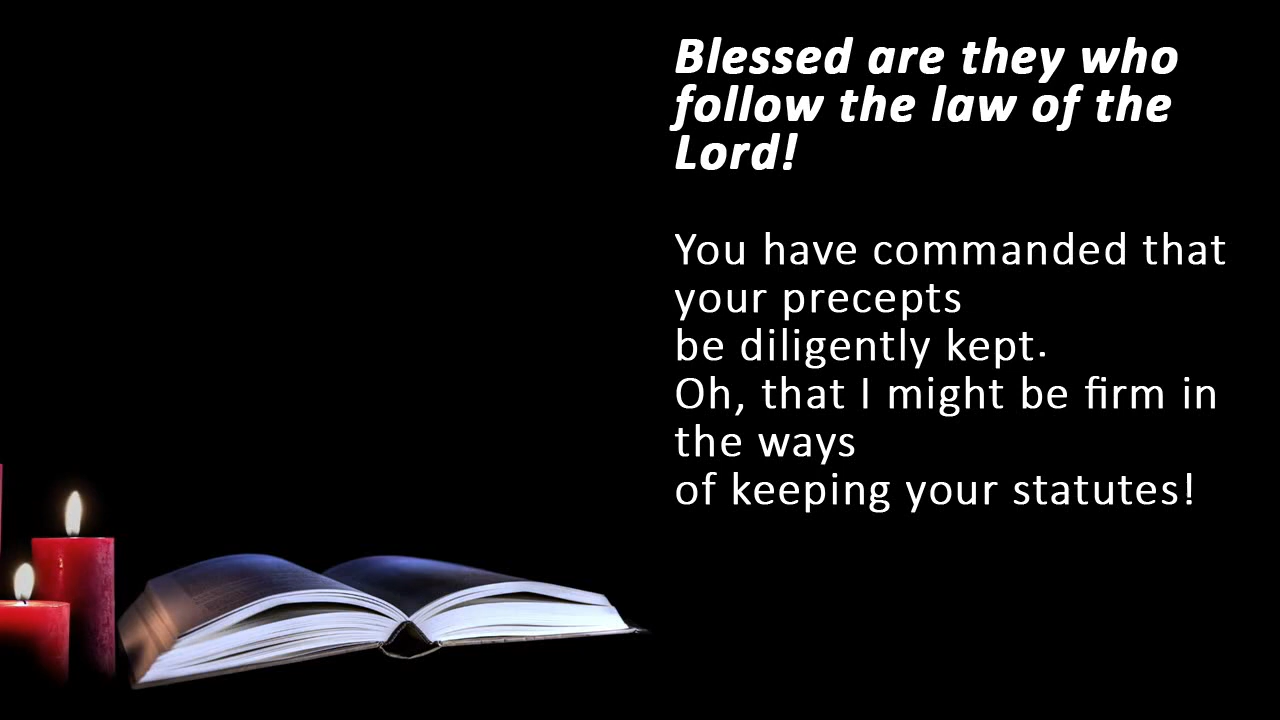 Blessed are they who
follow the law of the
Lord!
You have commanded that
your precepts
be diligently kept.
Oh, that I might be firm in
the ways
of keeping your statutes!